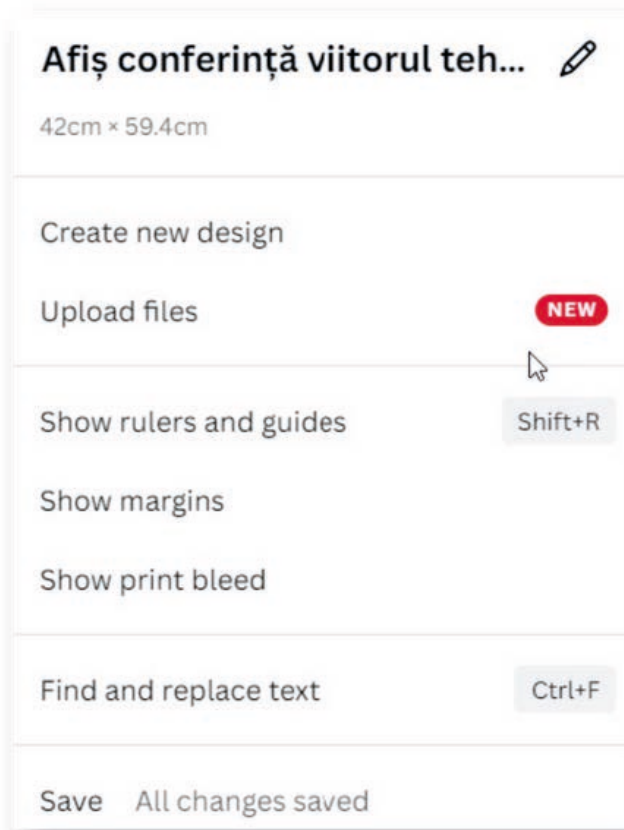 Afiș conferință viitorul teh...
42cm × 59.4cm
Create new design
Upload files NEW
Show rulers and guides Shift+R
Show margins
Show print bleed
Find and replace text Ctrl+F
Save All changes saved